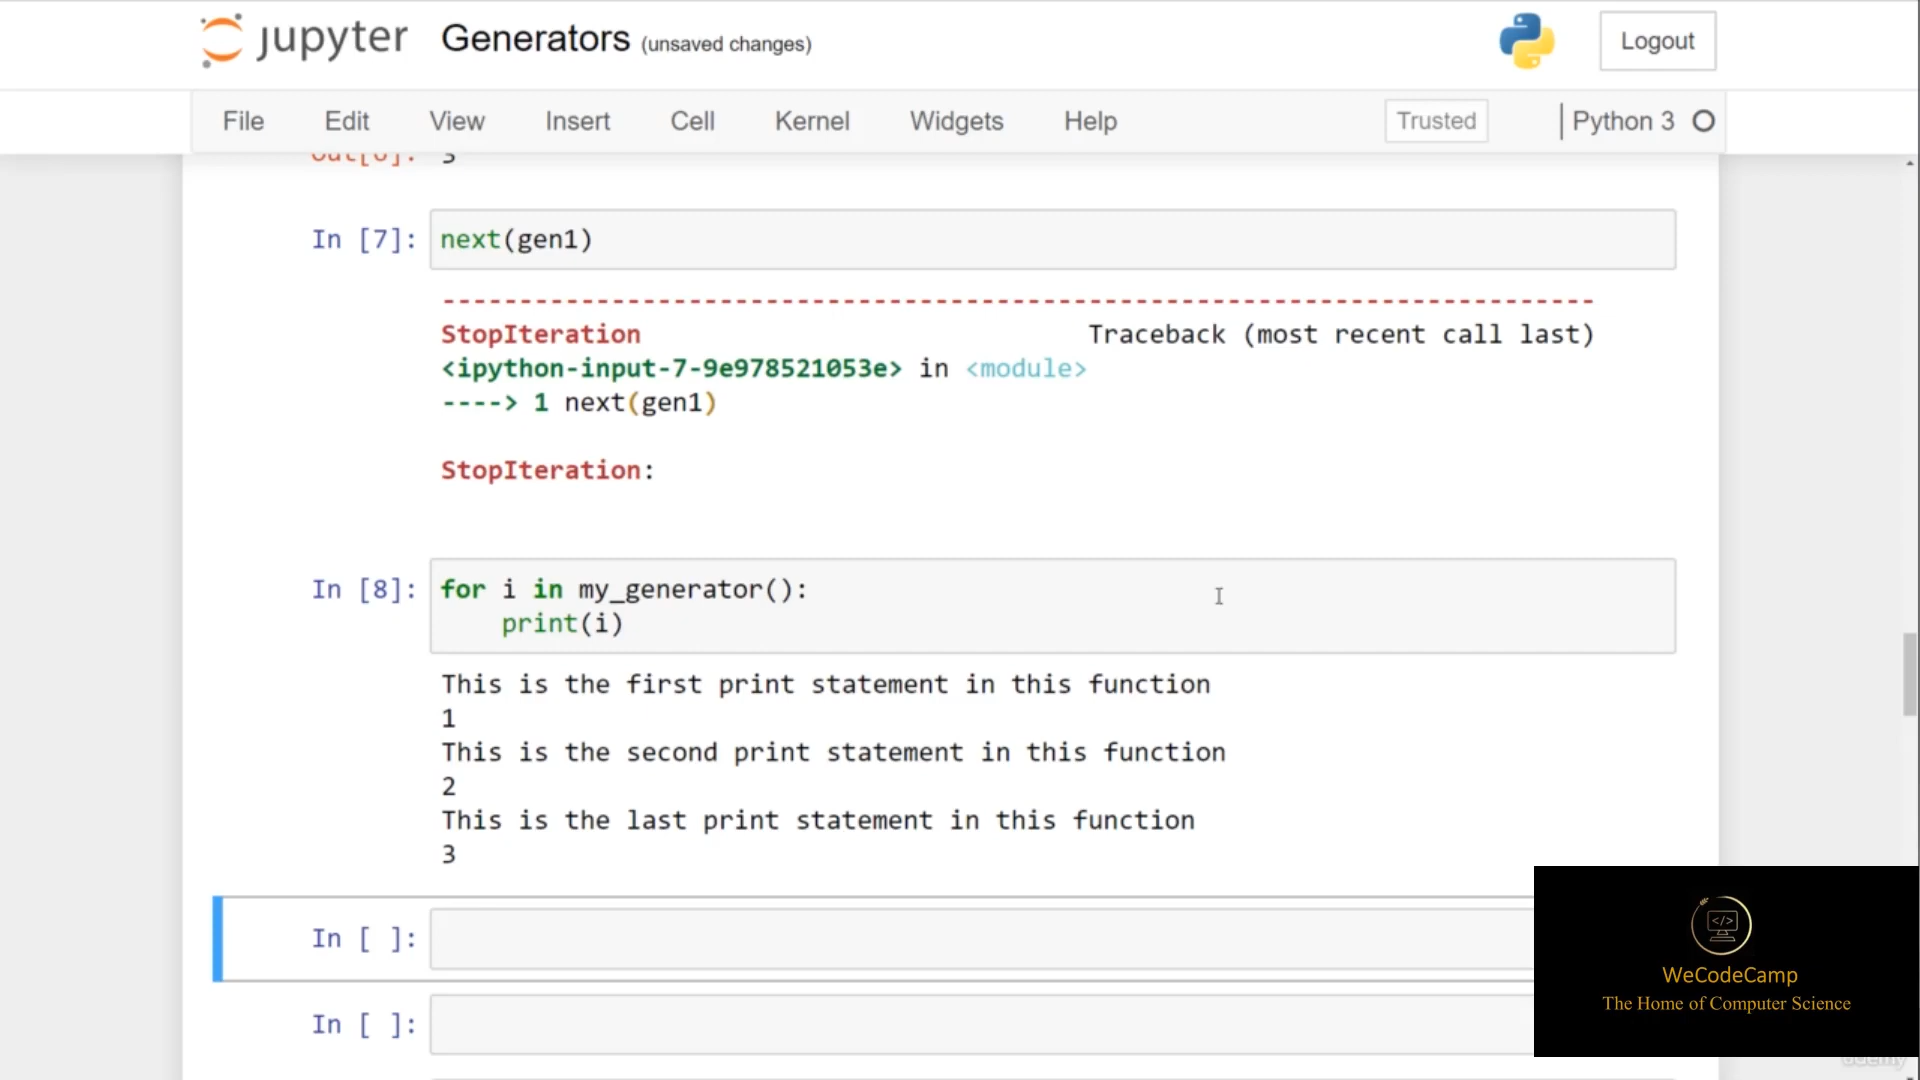 jupyter Generators (unsaved changes) Logout
File Edit View Insert Cell Kernel Widgets Help Trusted Python 3
Out[6]: 3
In [7]: next(gen1)
---------------------------------------------------------------------------
StopIteration Traceback (most recent call last)
<ipython-input-7-9e978521053e> in <module>
----> 1 next(gen1)
StopIteration:
In [8]: for i in my_generator():
print(i)
This is the first print statement in this function
1
This is the second print statement in this function
2
This is the last print statement in this function
3
In [ ]:
In [ ]:
</>
WeCodeCamp
The Home of Computer Science
udemy